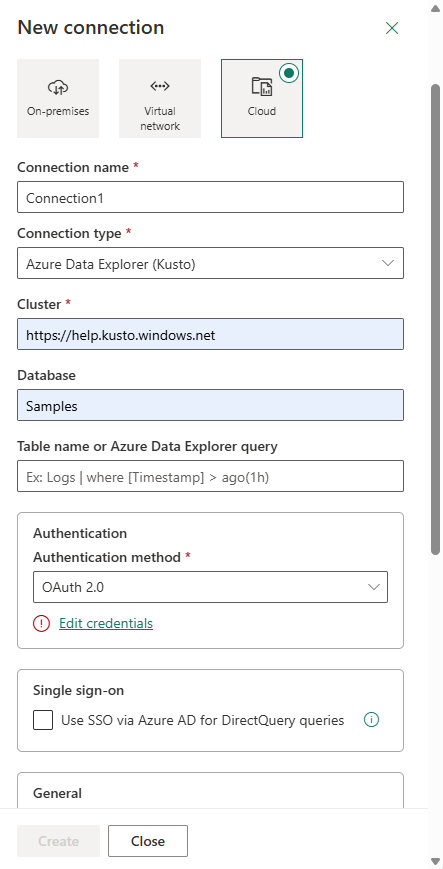 New connection
On-premises
Virtual
network
Cloud
Connection name *
Connection1
Connection type *
Azure Data Explorer (Kusto)
Cluster *
https://help.kusto.windows.net
Database
Samples
Table name or Azure Data Explorer query
Ex: Logs | where [Timestamp] > ago(1h)
Authentication
Authentication method *
OAuth 2.0
Edit credentials
Single sign-on
Use SSO via Azure AD for DirectQuery queries
General
Create
Close